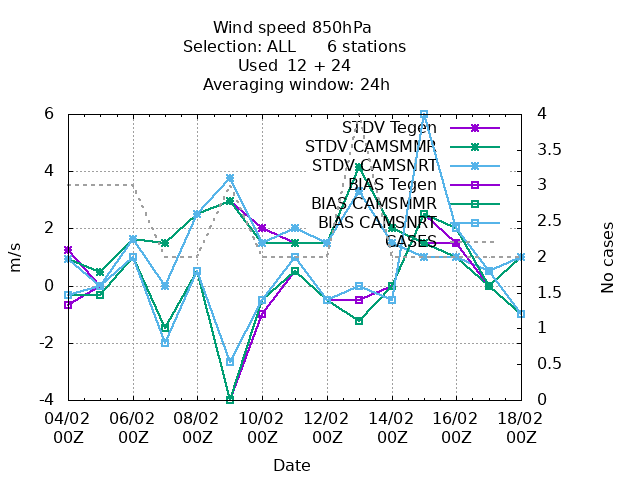 Wind speed 850hPa
Selection: ALL 6 stations
Used 12 + 24
Averaging window: 24h
6
4
2
0
-2
-4
m/s
4
3.5
3
2.5
2
1.5
1
0.5
0
No cases
STDV Tegen
STDV CAMSMMR
STDV CAMSNRT
BIAS Tegen
BIAS CAMSMMR
BIAS CAMSNRT
CASES
04/02 06/02 08/02 10/02 12/02 14/02 16/02 18/02
00Z 00Z 00Z 00Z 00Z 00Z 00Z 00Z
Date